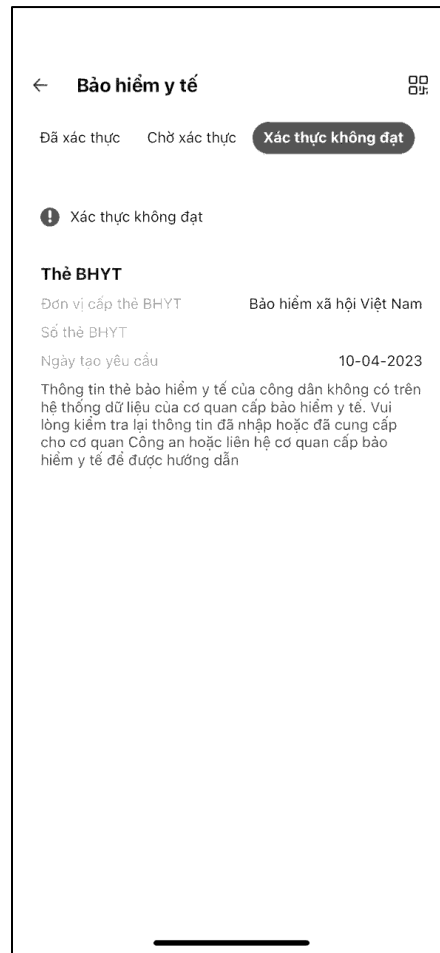 Bảo hiểm y tế
Đã xác thực Chờ xác thực Xác thực không đạt
Xác thực không đạt
Thẻ BHYT
Đơn vị cấp thẻ BHYT Bảo hiểm xã hội Việt Nam
Số thẻ BHYT
Ngày tạo yêu cầu 10-04-2023
Thông tin thẻ bảo hiểm y tế của công dân không có trên
hệ thống dữ liệu của cơ quan cấp bảo hiểm y tế. Vui
lòng kiểm tra lại thông tin đã nhập hoặc đã cung cấp
cho cơ quan Công an hoặc liên hệ cơ quan cấp bảo
hiểm y tế để được hướng dẫn